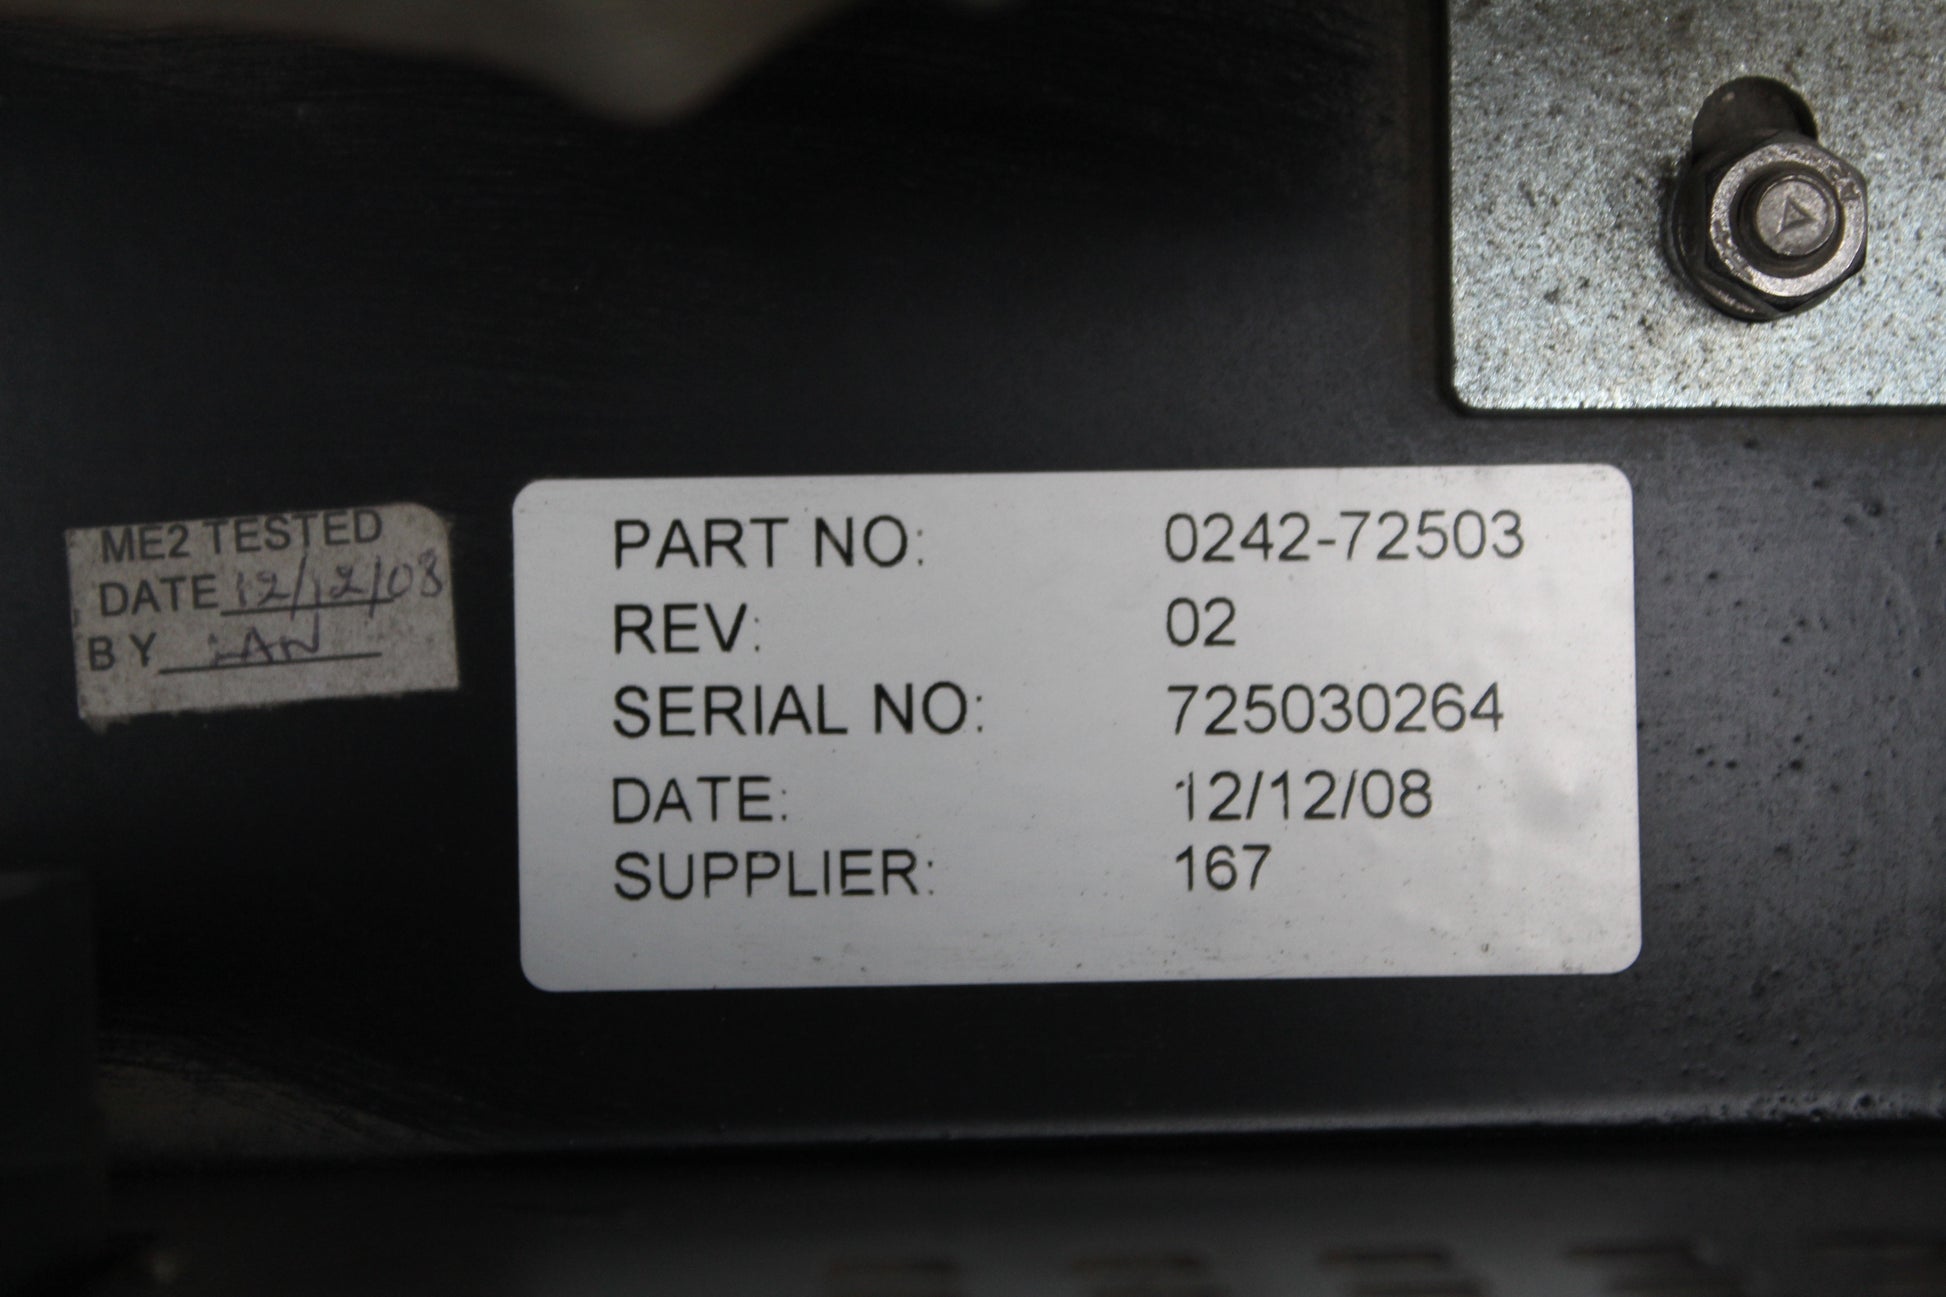 ME2 TESTED
DATE 12/12/08
BY IAN
PART NO: 0242-72503
REV: 02
SERIAL NO: 725030264
DATE: 12/12/08
SUPPLIER: 167